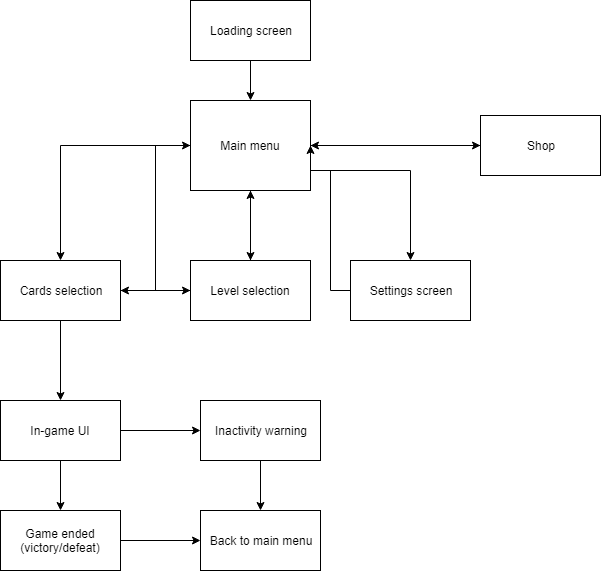 Loading screen
Main menu
Shop
Cards selection
Level selection
Settings screen
In-game UI
Inactivity warning
Game ended
(victory/defeat)
Back to main menu